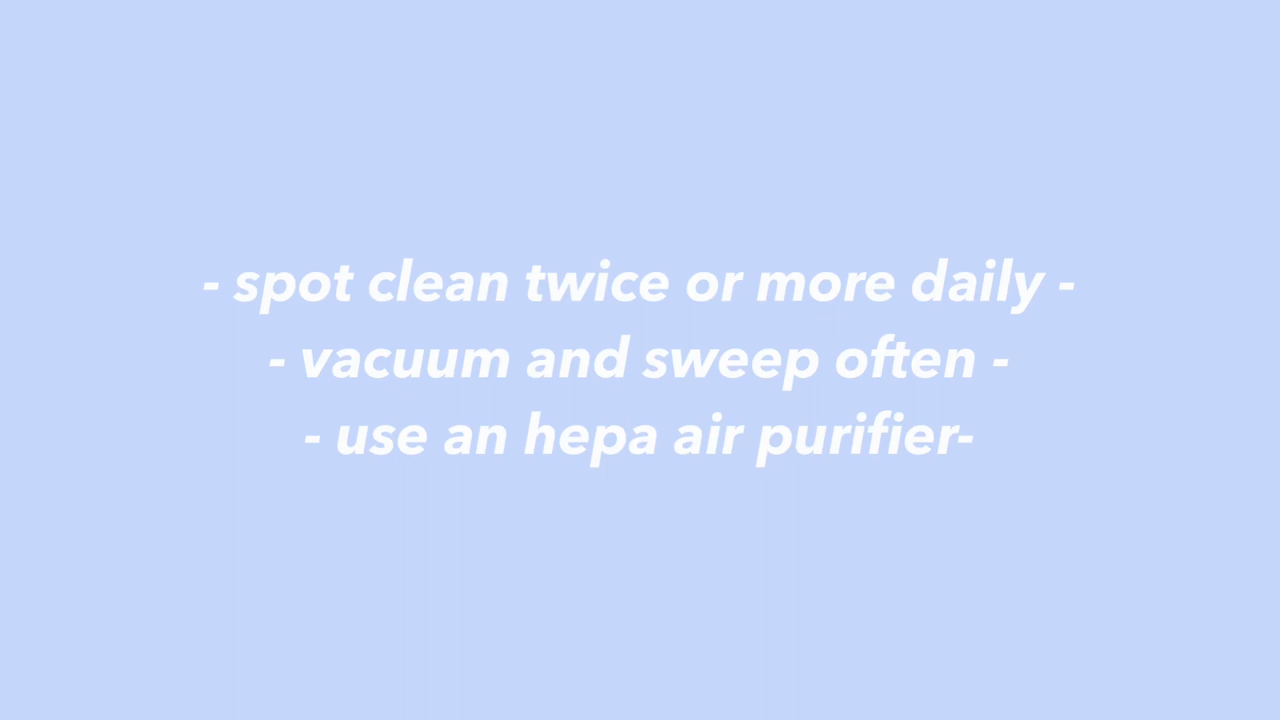 - spot clean twice or more daily -
- vacuum and sweep often -
- use an hepa air purifier-